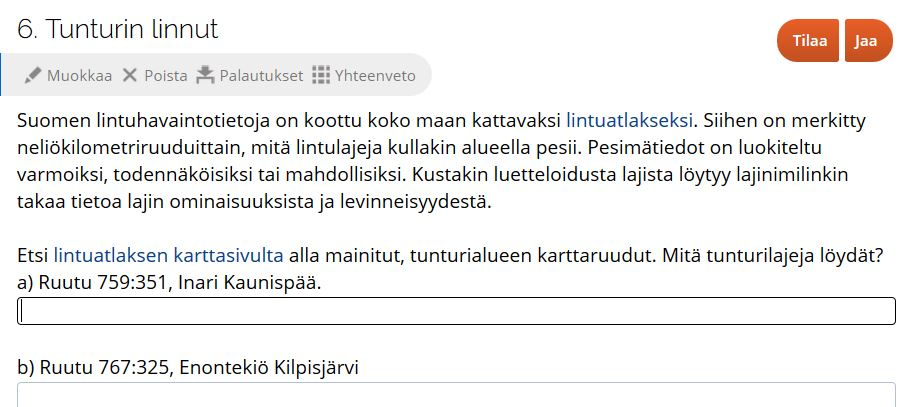 6. Tunturin linnut
Tilaa
Jaa
Muokkaa
Poista
Palautukset
Yhteenveto
Suomen lintuhavaintotietoja on koottu koko maan kattavaksi lintuatlakseksi. Siihen on merkitty
neliökilometriruuduittain, mitä lintulajeja kullakin alueella pesii. Pesimätiedot on luokiteltu
varmoiksi, todennäköisiksi tai mahdollisiksi. Kustakin luetteloidusta lajista löytyy lajinimilinkin
takaa tietoa lajin ominaisuuksista ja levinneisyydestä.
Etsi lintuatlaksen karttasivulta alla mainitut, tunturialueen karttaruudut. Mitä tunturilajeja löydät?
a) Ruutu 759:351, Inari Kaunispää.
b) Ruutu 767:325, Enontekiö Kilpisjärvi